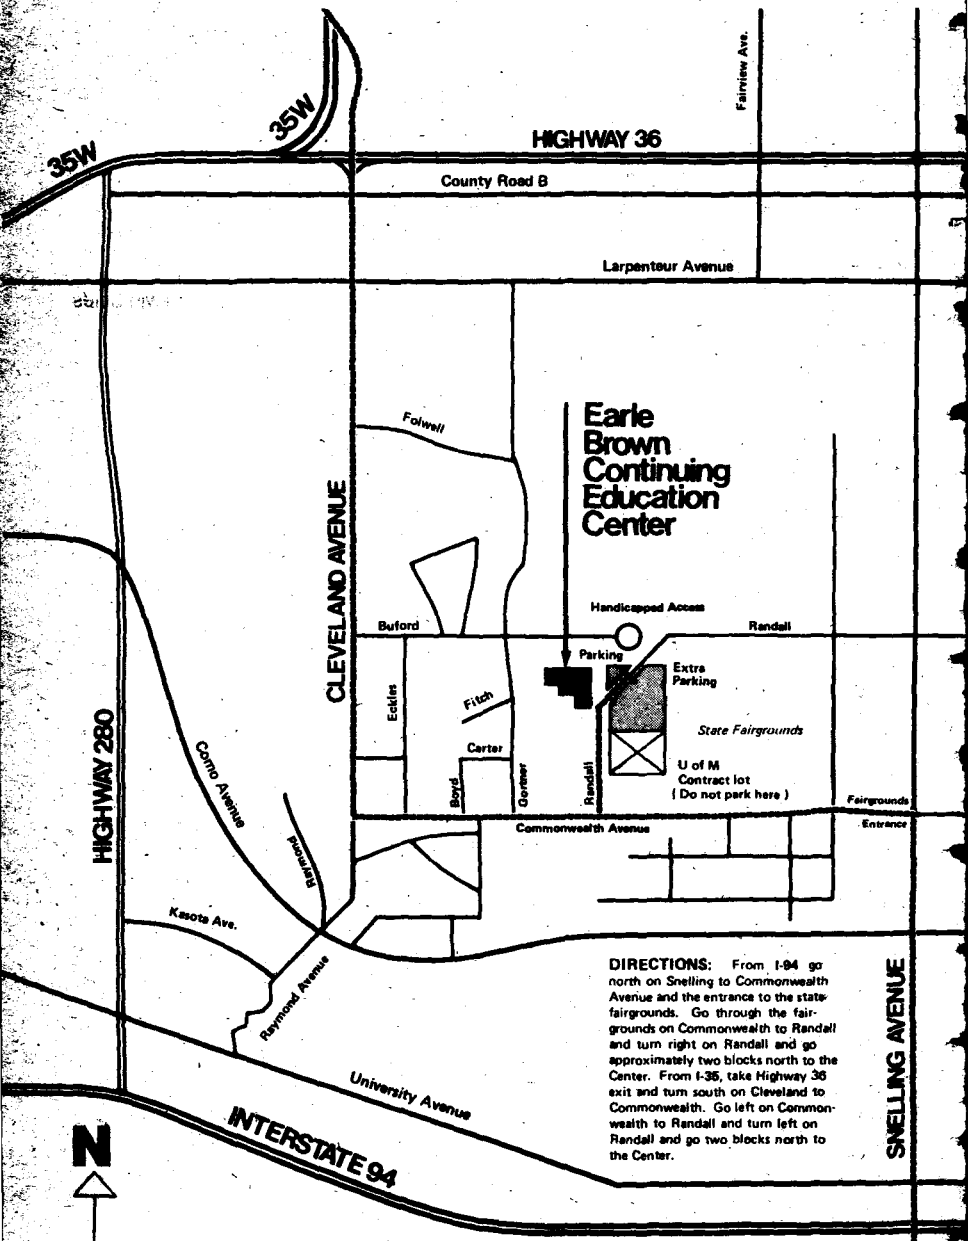 Fairview Ave.
35W
35W
HIGHWAY 36
County Road B
Larpenteur Avenue
Folwell
Earle
Brown
Continuing
Education
Center
CLEVELAND AVENUE
Handicapped Access
Buford
Randall
Parking
Extra
Parking
Eckles
Fitch
State Fairgrounds
HIGHWAY 280
Como Avenue
Carter
Boyd
Gortner
Randall
U of M
Contract lot
( Do not park here )
Fairgrounds
Entrance
Commonwealth Avenue
Raymond
Kasota Ave.
Raymond Avenue
DIRECTIONS: From I-94 go
north on Snelling to Commonwealth
Avenue and the entrance to the state
fairgrounds. Go through the fair-
grounds on Commonwealth to Randall
and turn right on Randall and go
approximately two blocks north to the
Center. From I-35, take Highway 36
exit and turn south on Cleveland to
Commonwealth. Go left on Common-
wealth to Randall and turn left on
Randall and go two blocks north to
the Center.
SNELLING AVENUE
University Avenue
INTERSTATE 94
N